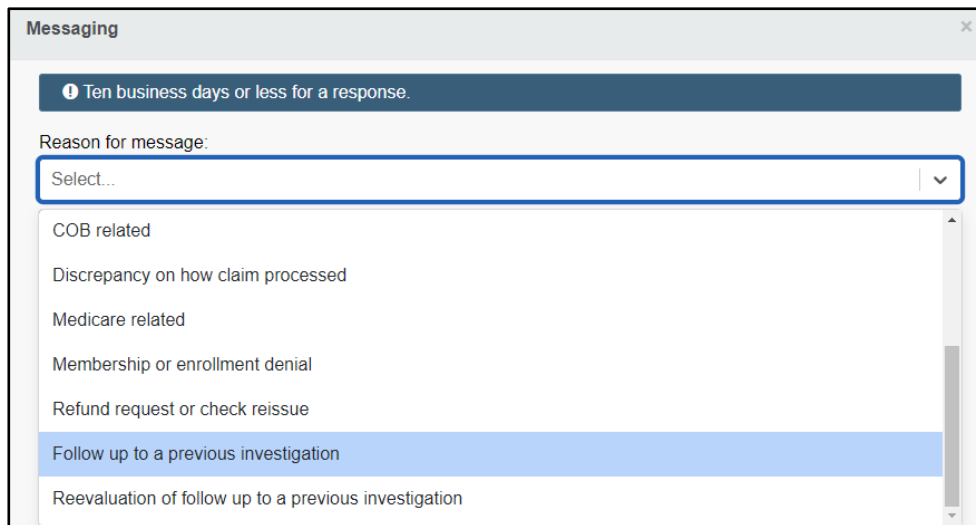 Messaging
Ten business days or less for a response.
Reason for message:
Select...
COB related
Discrepancy on how claim processed
Medicare related
Membership or enrollment denial
Refund request or check reissue
Follow up to a previous investigation
Reevaluation of follow up to a previous investigation